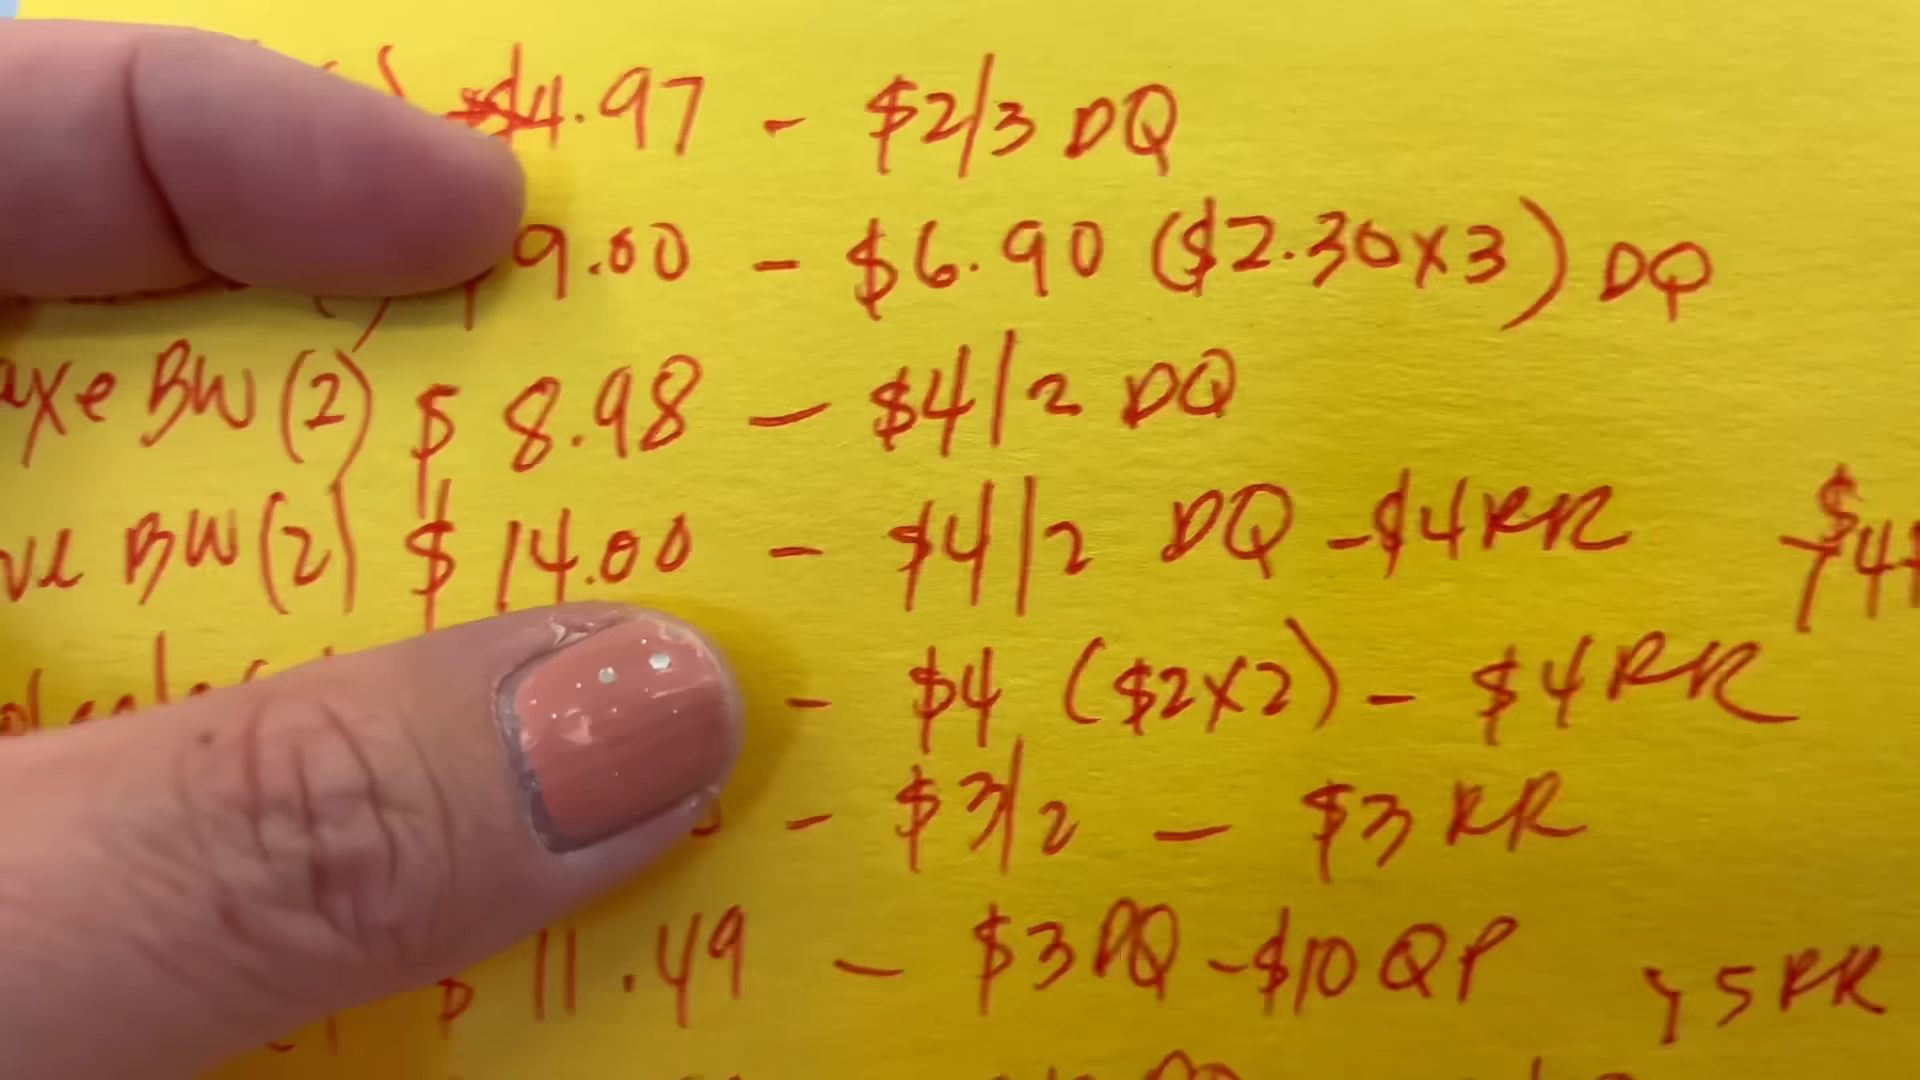 $4.97 - $2/3 DQ
$9.00 - $6.90 ($2.30x3) DQ
axe BW (2) $8.98 - $4/2 DQ
BW (2) $14.00 - $4/2 DQ - $4 RR
- $4 ($2x2) - $4 RR
- $3/2 - $3 RR
$11.49 - $3 DQ - $10 QP 5 RR